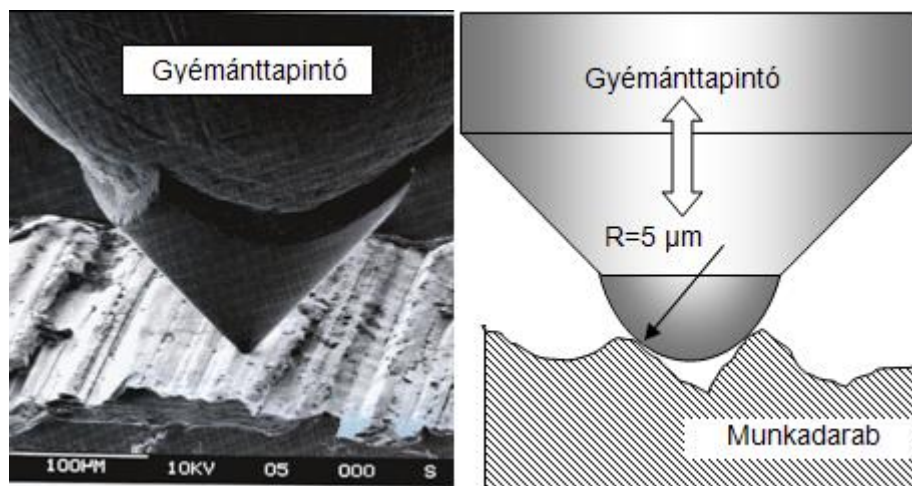 Gyémánttapintó
100µM 10KV 05 000 S
Gyémánttapintó
R=5 µm
Munkadarab